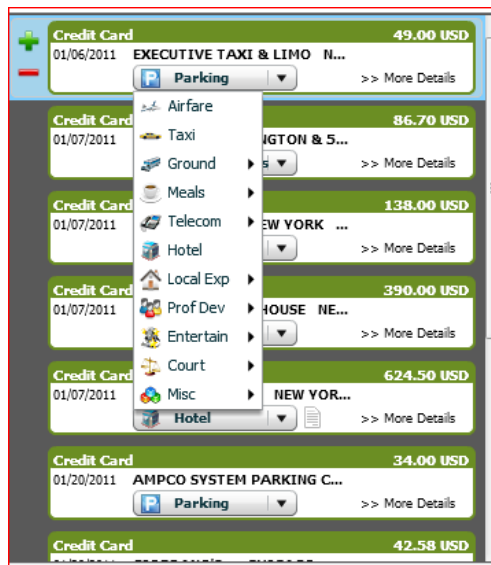 Credit Card 49.00 USD
01/06/2011 EXECUTIVE TAXI & LIMO N...
P Parking >> More Details
Airfare
Taxi
Ground
Meals
Telecom
Hotel
Local Exp
Prof Dev
Entertain
Court
Misc
Credit Card 86.70 USD
01/07/2011 IGTON & 5...
s >> More Details
Credit Card 138.00 USD
01/07/2011 EW YORK ...
>> More Details
Credit Card 390.00 USD
01/07/2011 HOUSE NE...
>> More Details
Credit Card 624.50 USD
01/07/2011 NEW YOR...
Hotel >> More Details
Credit Card 34.00 USD
01/20/2011 AMPCO SYSTEM PARKING C...
P Parking >> More Details
Credit Card 42.58 USD